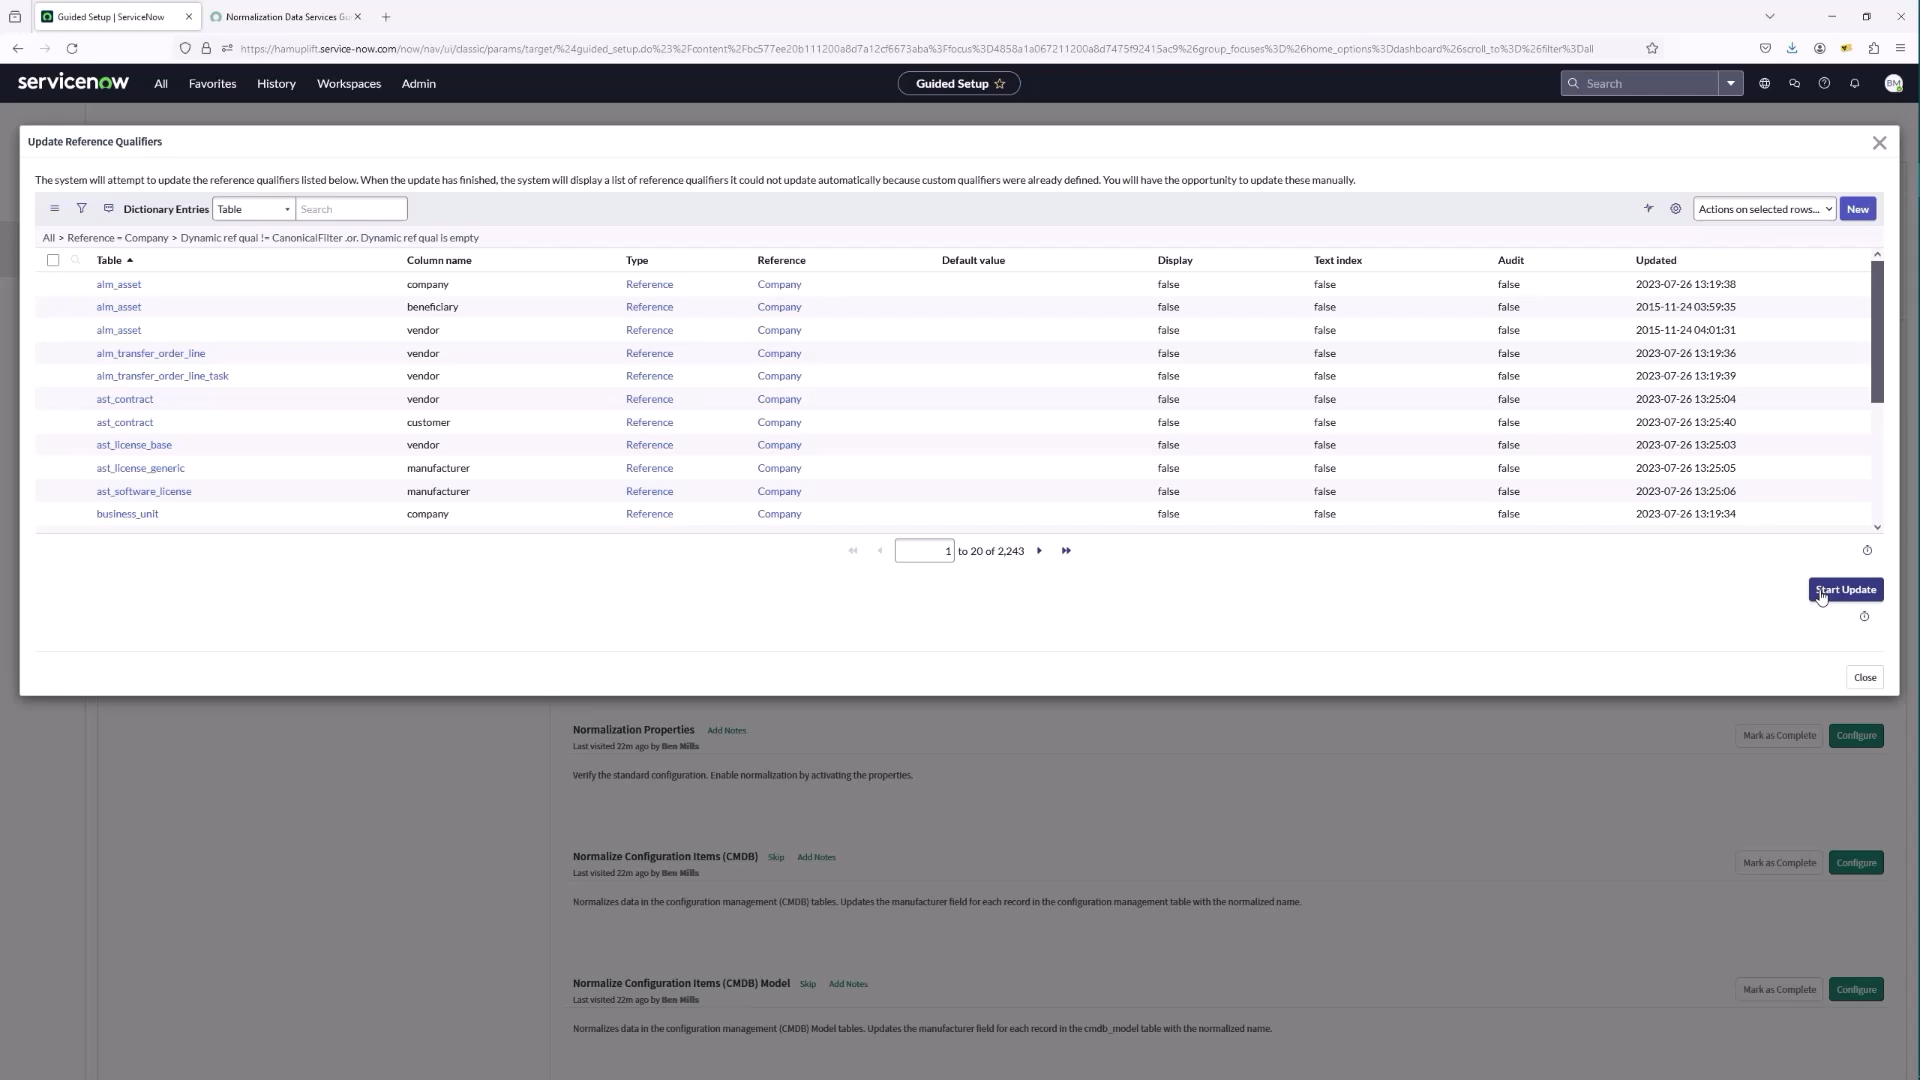 Guided Setup | ServiceNow
Normalization Data Services Gu
https://hamuplift.service-now.com/now/nav/ui/classic/params/target/%24guided_setup.do%23%2Fcontent%2Fbc577ee20b111200a8d7a12cf6673aba%3Ffocus%3D4858a1a067211200a8d7475f92415ac9%26group_focuses%3D%26home_options%3Ddashboard%26scroll_to%3D%26filter%3Dall
servicenow All Favorites History Workspaces Admin Guided Setup Search BM
Update Reference Qualifiers
The system will attempt to update the reference qualifiers listed below. When the update has finished, the system will display a list of reference qualifiers it could not update automatically because custom qualifiers were already defined. You will have the opportunity to update these manually.
Dictionary Entries Table Search Actions on selected rows... New
All > Reference = Company > Dynamic ref qual != CanonicalFilter .or. Dynamic ref qual is empty
Table Column name Type Reference Default value Display Text index Audit Updated
alm_asset company Reference Company false false false 2023-07-26 13:19:38
alm_asset beneficiary Reference Company false false false 2015-11-24 03:59:35
alm_asset vendor Reference Company false false false 2015-11-24 04:01:31
alm_transfer_order_line vendor Reference Company false false false 2023-07-26 13:19:36
alm_transfer_order_line_task vendor Reference Company false false false 2023-07-26 13:19:39
ast_contract vendor Reference Company false false false 2023-07-26 13:25:04
ast_contract customer Reference Company false false false 2023-07-26 13:25:40
ast_license_base vendor Reference Company false false false 2023-07-26 13:25:03
ast_license_generic manufacturer Reference Company false false false 2023-07-26 13:25:05
ast_software_license manufacturer Reference Company false false false 2023-07-26 13:25:06
business_unit company Reference Company false false false 2023-07-26 13:19:34
1 to 20 of 2,243
Start Update
Close
Normalization Properties Add Notes Mark as Complete Configure
Last visited 22m ago by Ben Mills
Verify the standard configuration. Enable normalization by activating the properties.
Normalize Configuration Items (CMDB) Skip Add Notes Mark as Complete Configure
Last visited 22m ago by Ben Mills
Normalizes data in the configuration management (CMDB) tables. Updates the manufacturer field for each record in the configuration management table with the normalized name.
Normalize Configuration Items (CMDB) Model Skip Add Notes Mark as Complete Configure
Last visited 22m ago by Ben Mills
Normalizes data in the configuration management (CMDB) Model tables. Updates the manufacturer field for each record in the cmdb_model table with the normalized name.